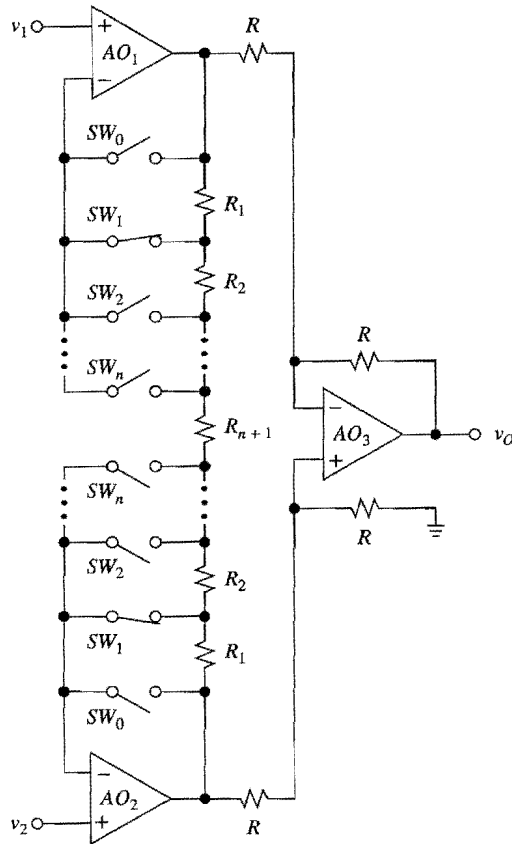 v₁
+
AO₁
−
R
SW₀
R₁
SW₁
R₂
SW₂
SWₙ
Rₙ₊₁
SWₙ
SW₂
R₂
SW₁
R₁
SW₀
−
AO₂
+
v₂
R
R
−
AO₃
+
v_O
R